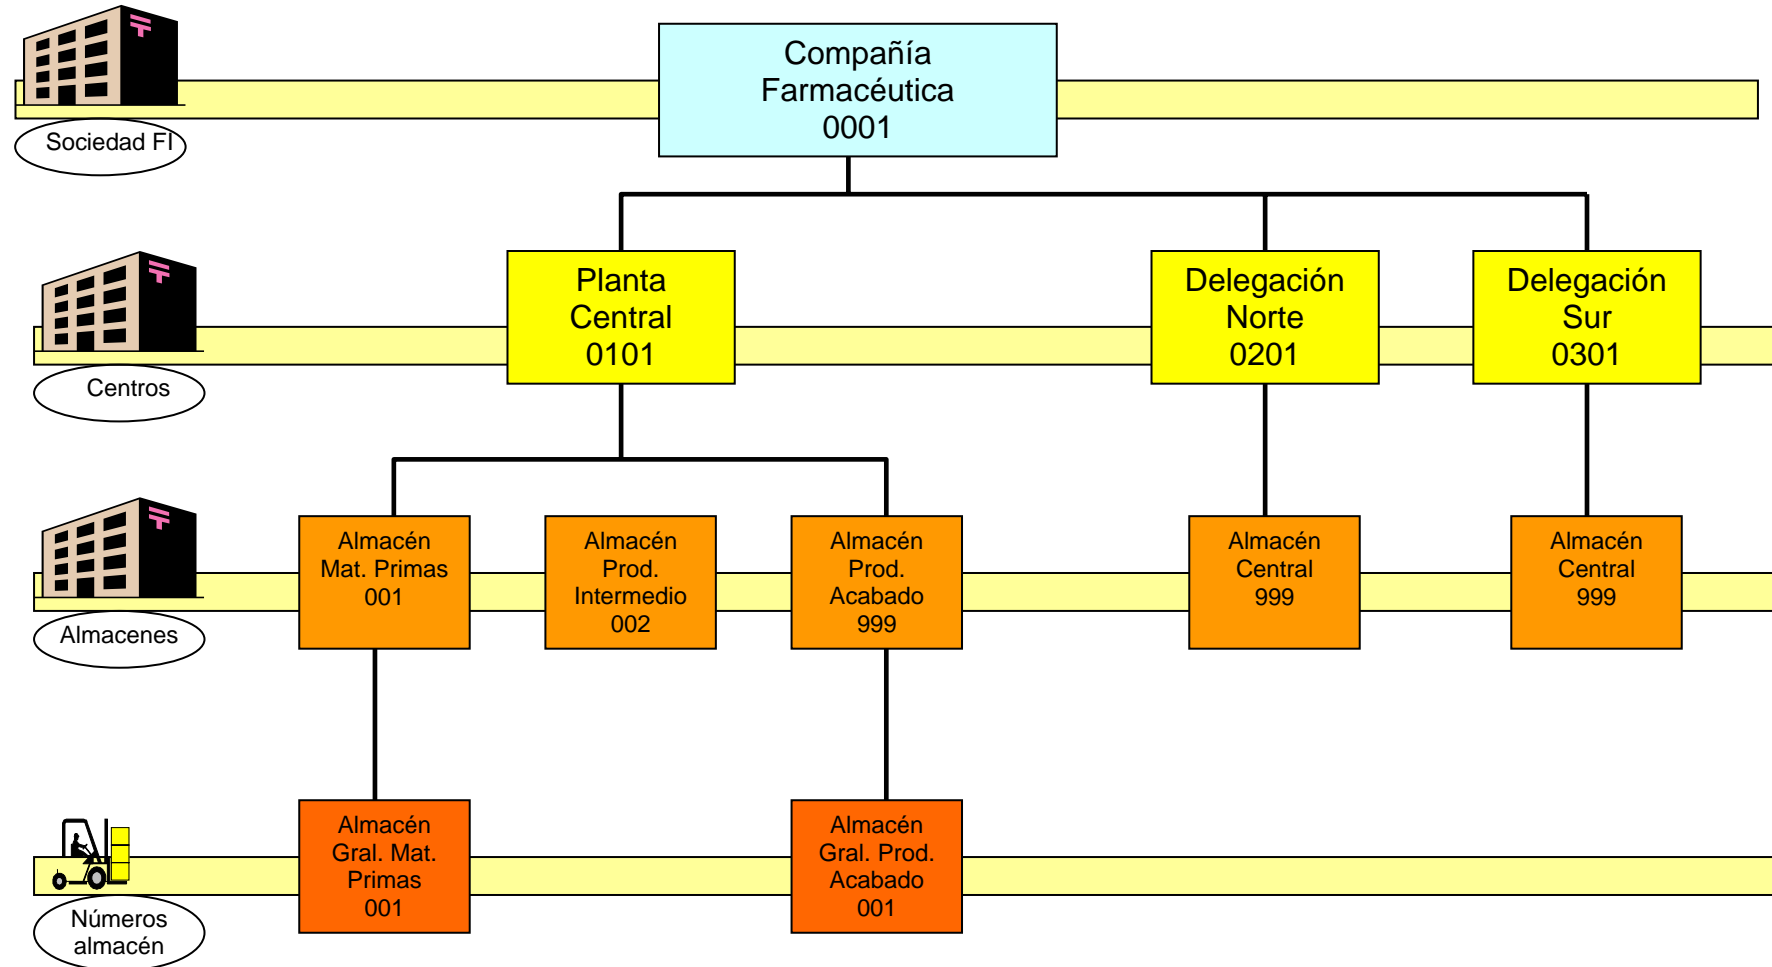 Compañía
Farmacéutica
0001
Sociedad FI
Planta
Central
0101
Delegación
Norte
0201
Delegación
Sur
0301
Centros
Almacén
Mat. Primas
001
Almacén
Prod.
Intermedio
002
Almacén
Prod.
Acabado
999
Almacén
Central
999
Almacén
Central
999
Almacenes
Almacén
Gral. Mat.
Primas
001
Almacén
Gral. Prod.
Acabado
001
Números
almacén